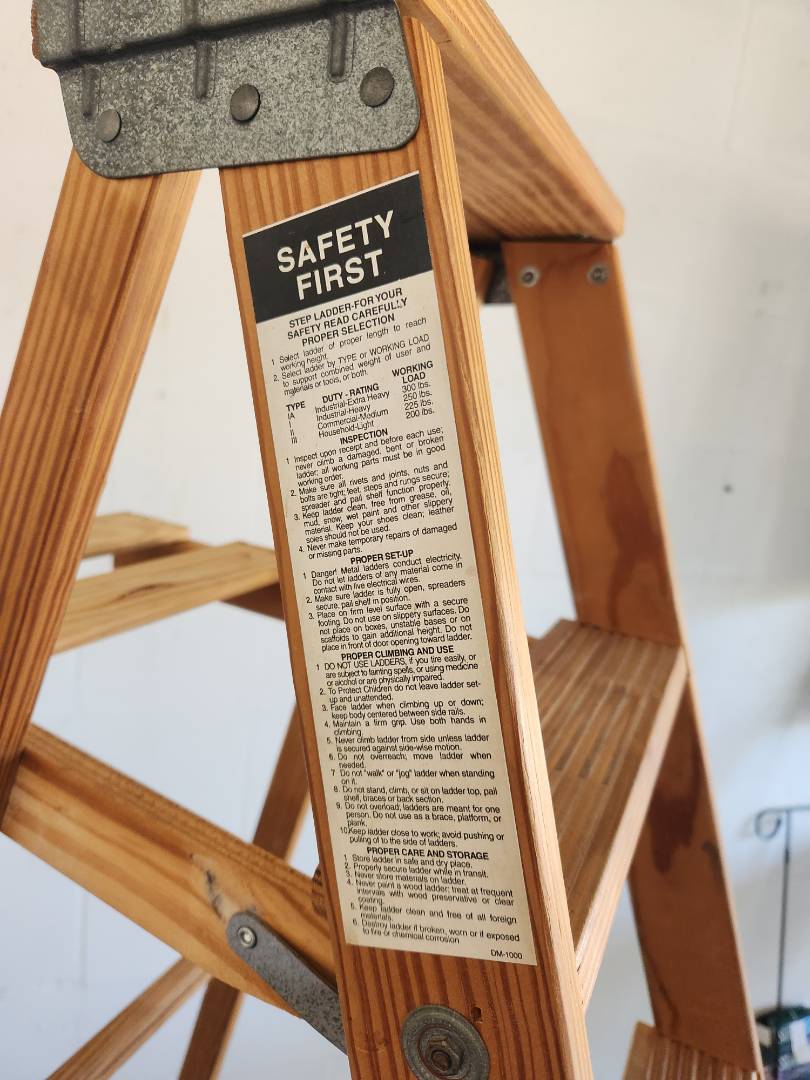 SAFETY
FIRST
STEP LADDER-FOR YOUR
SAFETY READ CAREFULLY
PROPER SELECTION
1 Select ladder of proper length to reach
working height.
2. Select ladder by TYPE or WORKING LOAD
to support combined weight of user and
materials or tools, or both.
TYPE DUTY - RATING WORKING LOAD
IA Industrial-Extra Heavy 300 lbs.
I Industrial-Heavy 250 lbs.
II Commercial-Medium 225 lbs.
III Household-Light 200 lbs.
INSPECTION
1 Inspect upon receipt and before each use;
never climb a damaged, bent or broken
ladder; all working parts must be in good
working order.
2. Make sure all rivets and joints, nuts and
bolts are tight; feet, steps and rungs secure;
spreader and pail shelf function properly.
3. Keep ladder clean, free from grease, oil,
mud, snow, wet paint and other slippery
material. Keep your shoes clean; leather
soles should not be used.
4. Never make temporary repairs of damaged
or missing parts.
PROPER SET-UP
1 Danger! Metal ladders conduct electricity.
Do not let ladders of any material come in
contact with live electrical wires.
2. Make sure ladder is fully open, spreaders
secure, pail shelf in position.
3. Place on firm level surface with a secure
footing. Do not use on slippery surfaces. Do
not place on boxes, unstable bases or on
scaffolds to gain additional height. Do not
place in front of door opening toward ladder.
PROPER CLIMBING AND USE
1 DO NOT USE LADDERS, if you tire easily, or
are subject to fainting spells, or using medicine
or alcohol or are physically impaired.
2. To Protect Children do not leave ladder set-
up and unattended.
3. Face ladder when climbing up or down;
keep body centered between side rails.
4. Maintain a firm grip. Use both hands in
climbing.
5. Never climb ladder from side unless ladder
is secured against side-wise motion.
6. Do not overreach; move ladder when
needed.
7 Do not "walk" or "jog" ladder when standing
on it.
8. Do not stand, climb, or sit on ladder top, pail
shelf, braces or back section.
9. Do not overload; ladders are meant for one
person. Do not use as a brace, platform, or
plank.
10. Keep ladder close to work; avoid pushing or
pulling of to the side of ladders.
PROPER CARE AND STORAGE
1 Store ladder in safe and dry place.
2. Properly secure ladder while in transit.
3. Never store materials on ladder.
4. Never paint a wood ladder; treat at frequent
intervals with wood preservative or clear
coating.
5. Keep ladder clean and free of all foreign
materials.
6. Destroy ladder if broken, worn or if exposed
to fire or chemical corrosion
DM-1000